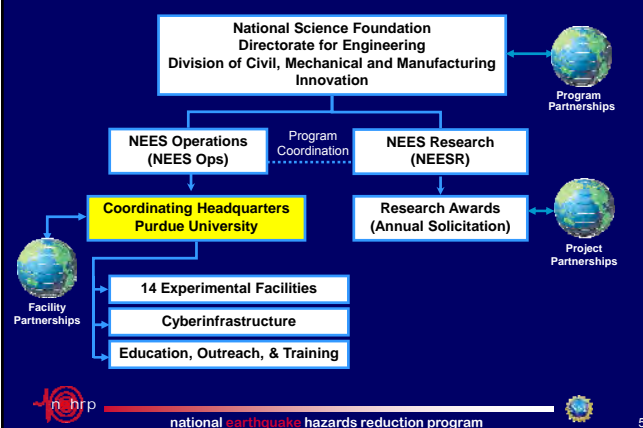 National Science Foundation
Directorate for Engineering
Division of Civil, Mechanical and Manufacturing
Innovation
Program
Partnerships
NEES Operations
(NEES Ops)
Program
Coordination
NEES Research
(NEESR)
Coordinating Headquarters
Purdue University
Research Awards
(Annual Solicitation)
Project
Partnerships
Facility
Partnerships
14 Experimental Facilities
Cyberinfrastructure
Education, Outreach, & Training
nehrp
national earthquake hazards reduction program
5